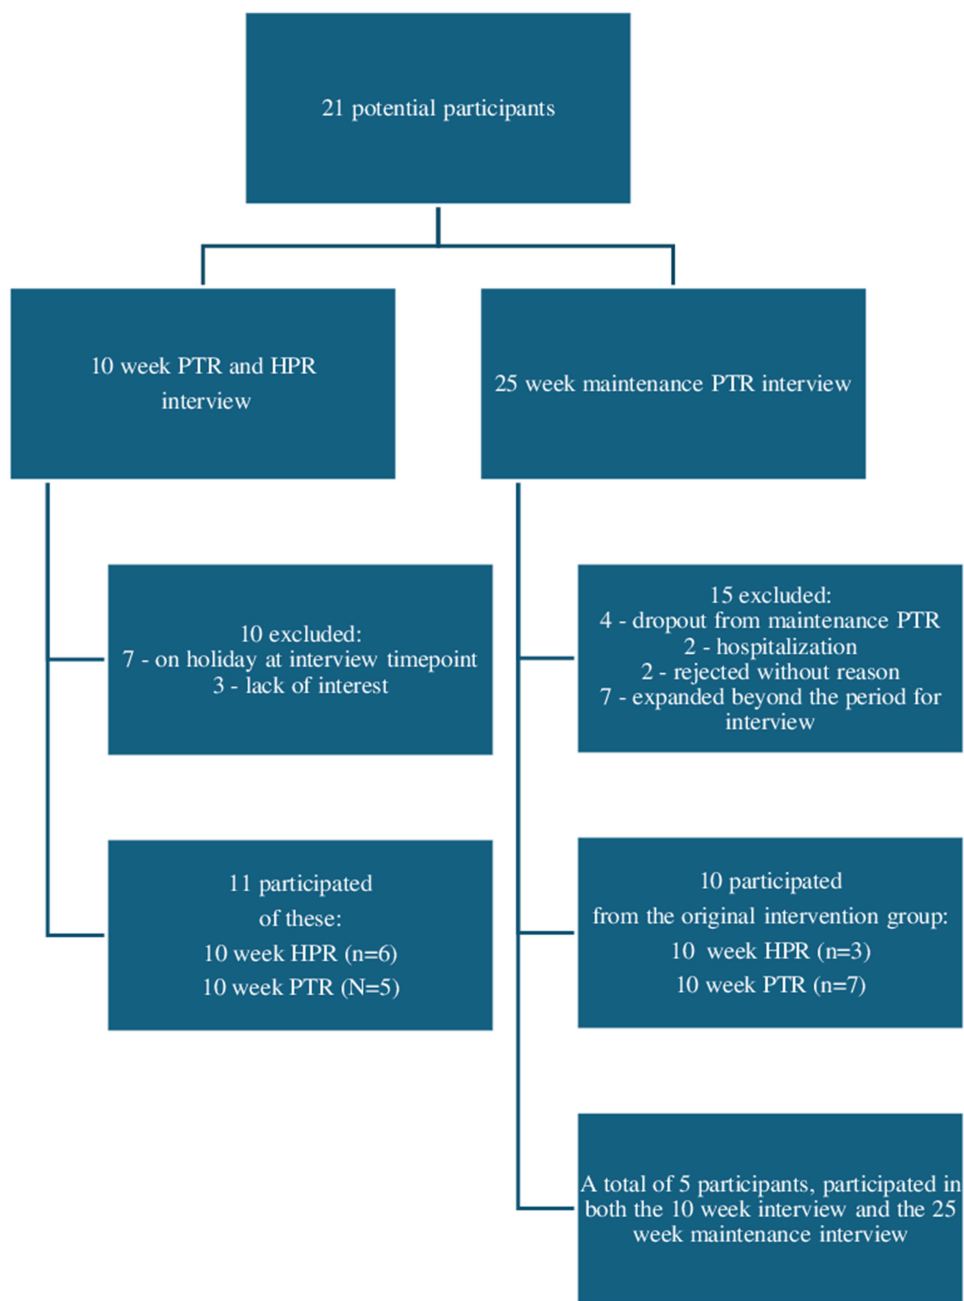 21 potential participants
10 week PTR and HPR
interview
25 week maintenance PTR interview
10 excluded:
7 - on holiday at interview timepoint
3 - lack of interest
15 excluded:
4 - dropout from maintenance PTR
2 - hospitalization
2 - rejected without reason
7 - expanded beyond the period for
interview
11 participated
of these:
10 week HPR (n=6)
10 week PTR (N=5)
10 participated
from the original intervention group:
10 week HPR (n=3)
10 week PTR (n=7)
A total of 5 participants, participated in
both the 10 week interview and the 25
week maintenance interview